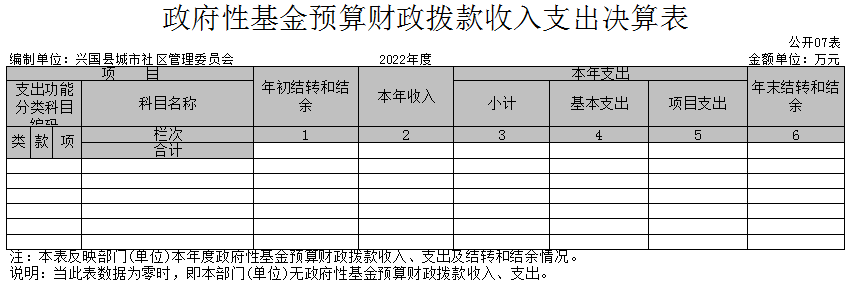 政府性基金预算财政拨款收入支出决算表
公开07表
编制单位：兴国县城市社区管理委员会 2022年度 金额单位：万元
项 目 年初结转和结余 本年收入 本年支出 年末结转和结余
支出功能分类科目编码 科目名称 小计 基本支出 项目支出
类 款 项 栏次 1 2 3 4 5 6
合计
注：本表反映部门(单位)本年度政府性基金预算财政拨款收入、支出及结转和结余情况。
说明：当此表数据为零时，即本部门(单位)无政府性基金预算财政拨款收入、支出。